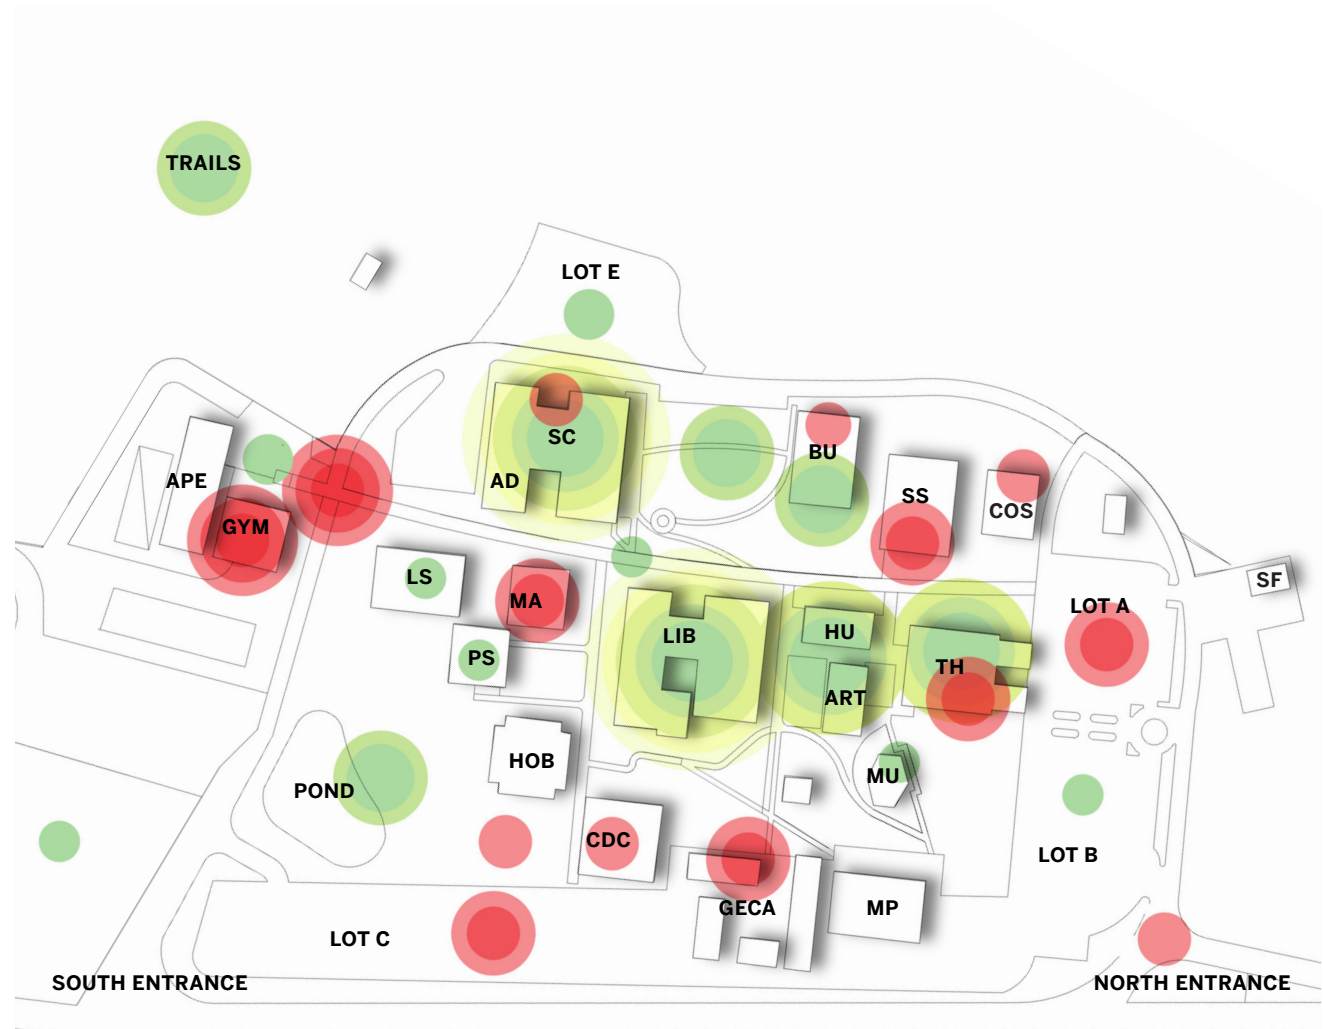 TRAILS
LOT E
SC
BU
APE
AD
SS
COS
GYM
LS
MA
SF
LOT A
LIB
HU
PS
TH
ART
HOB
MU
POND
CDC
LOT B
GECA
MP
LOT C
SOUTH ENTRANCE
NORTH ENTRANCE